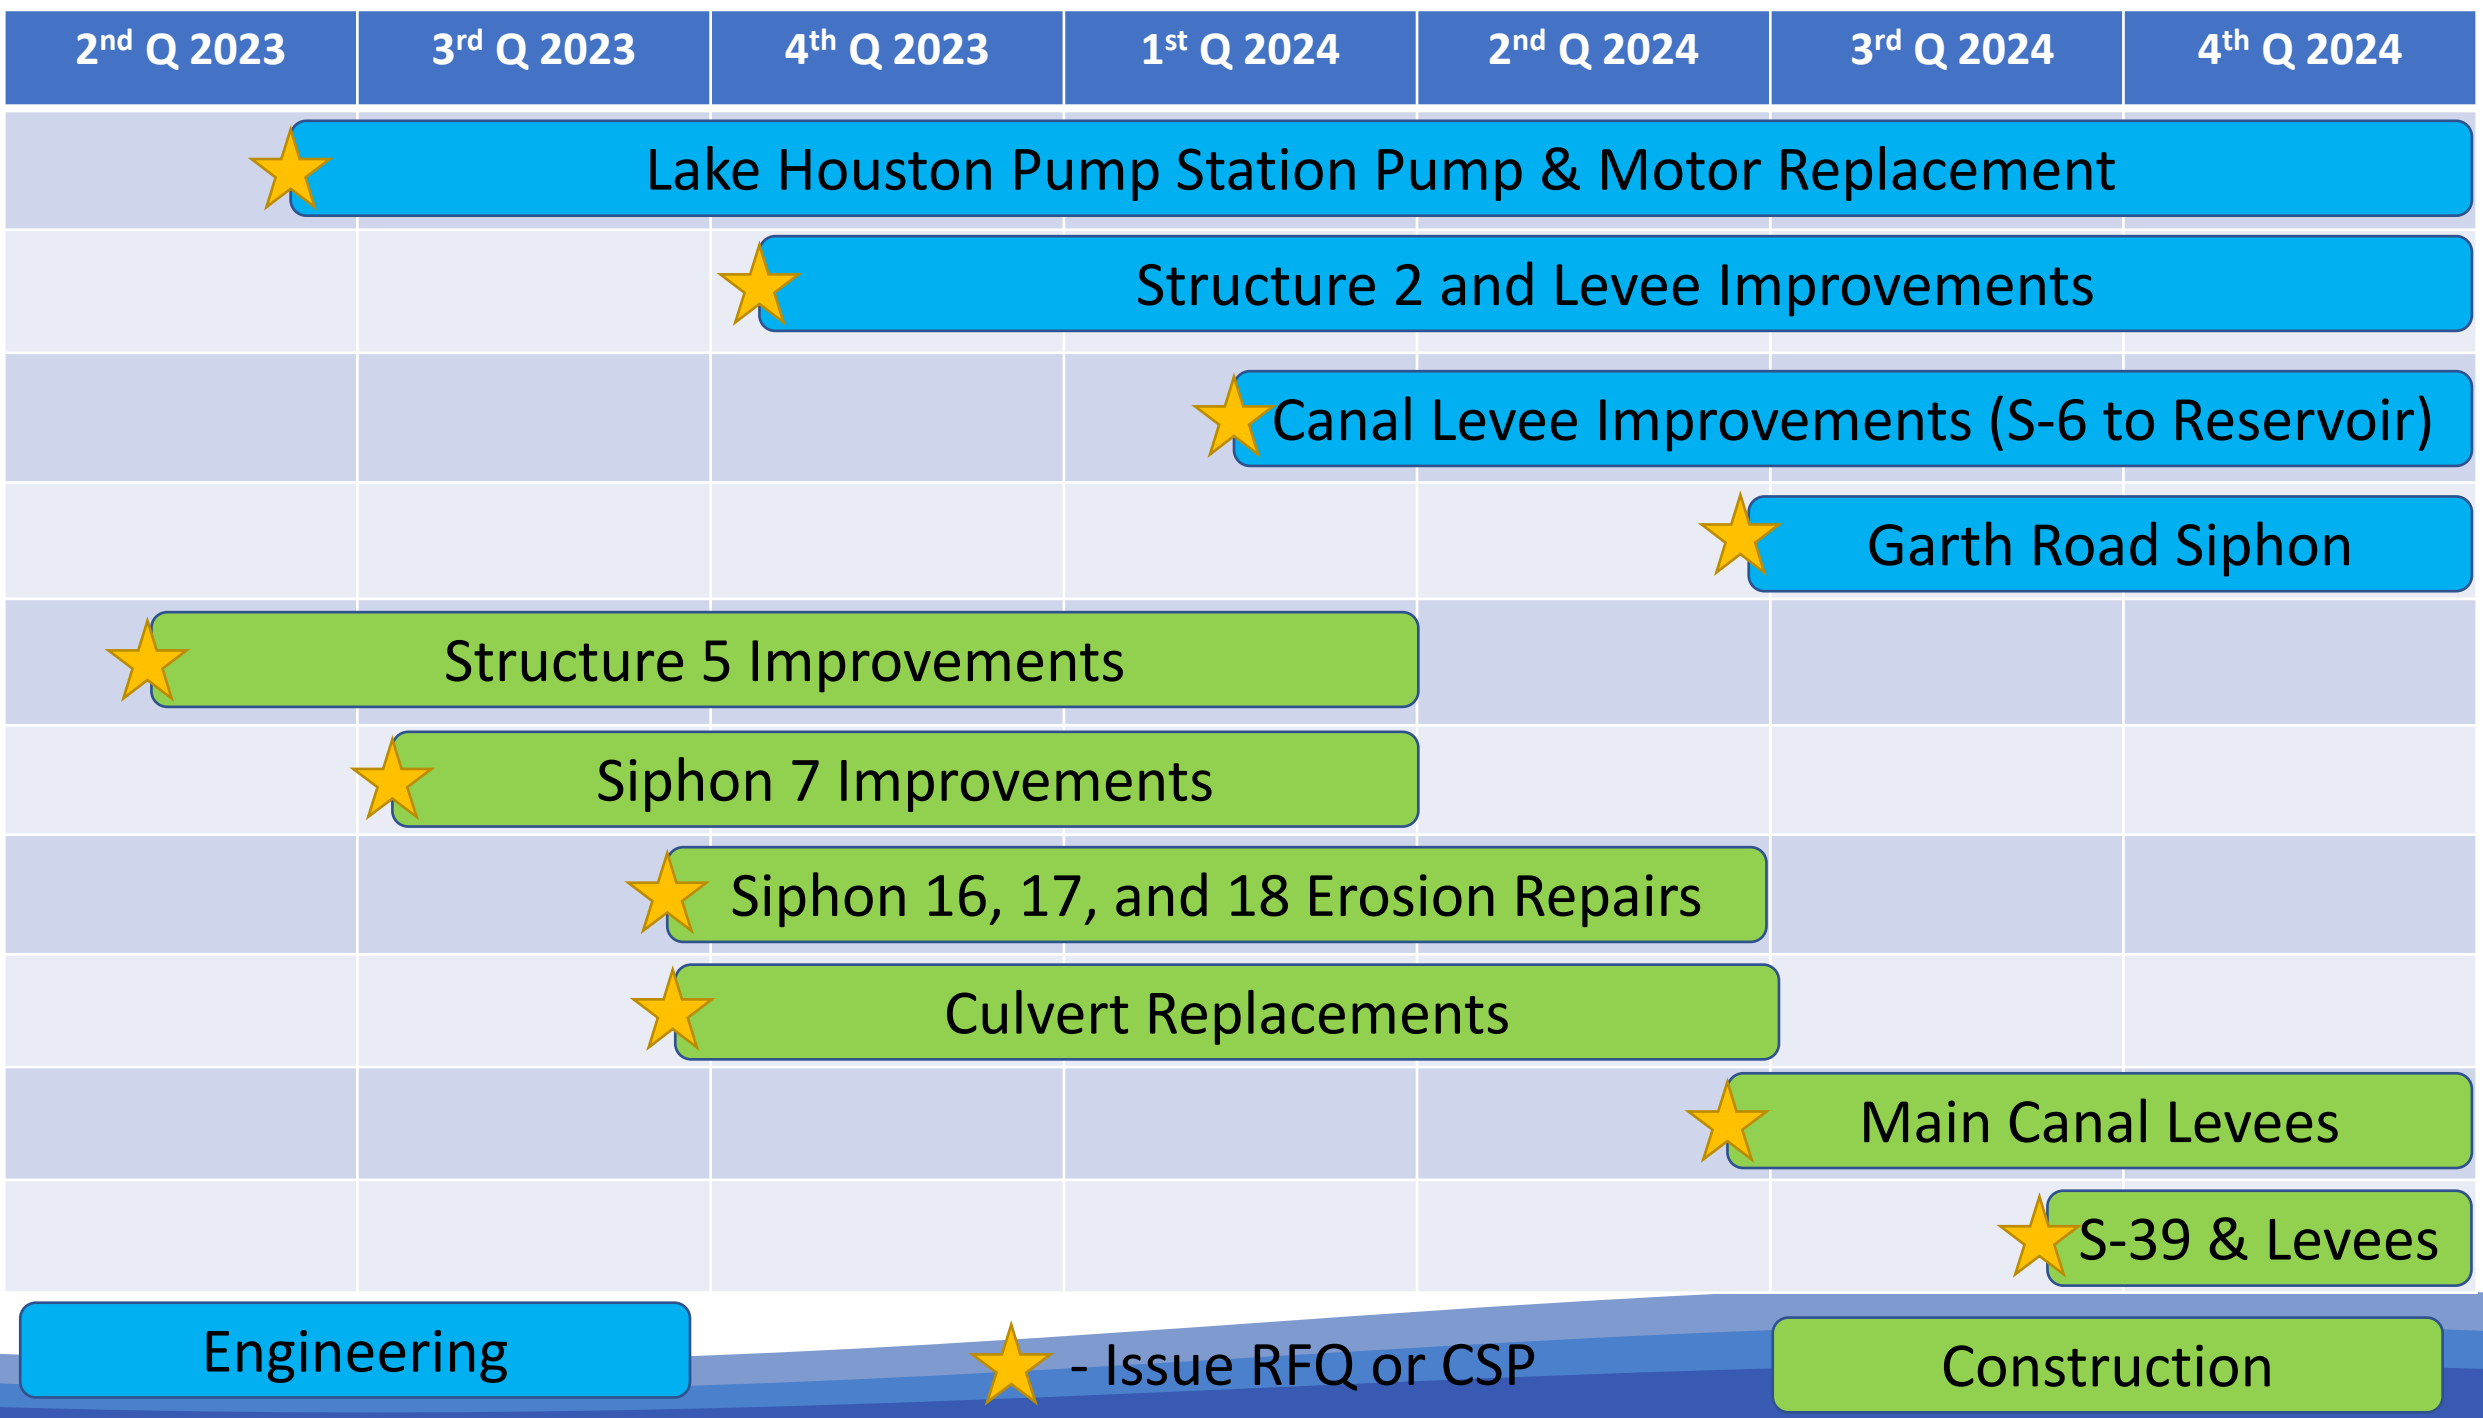 2nd Q 2023 3rd Q 2023 4th Q 2023 1st Q 2024 2nd Q 2024 3rd Q 2024 4th Q 2024
Lake Houston Pump Station Pump & Motor Replacement
Structure 2 and Levee Improvements
Canal Levee Improvements (S-6 to Reservoir)
Garth Road Siphon
Structure 5 Improvements
Siphon 7 Improvements
Siphon 16, 17, and 18 Erosion Repairs
Culvert Replacements
Main Canal Levees
S-39 & Levees
Engineering - Issue RFQ or CSP Construction